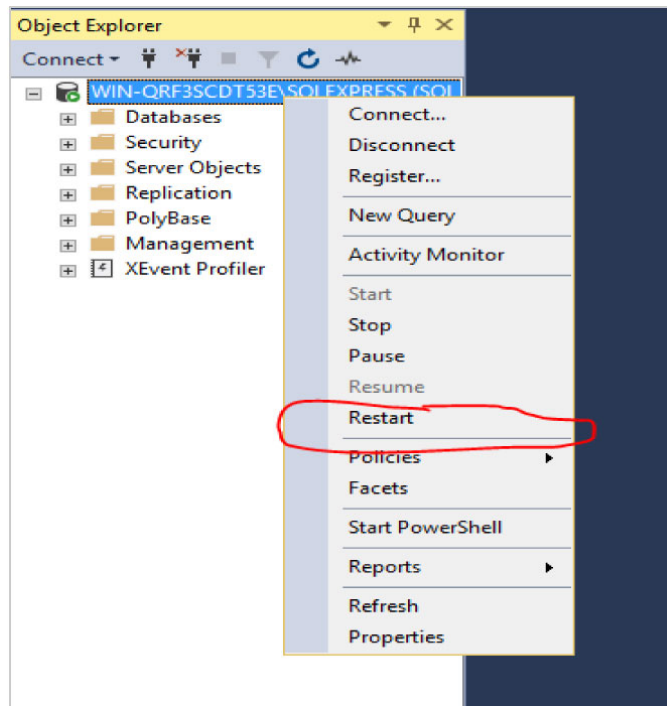 Object Explorer
Connect
WIN-QRF3SCDT53E\SQLEXPRESS (SQL
Databases
Security
Server Objects
Replication
PolyBase
Management
XEvent Profiler
Connect...
Disconnect
Register...
New Query
Activity Monitor
Start
Stop
Pause
Resume
Restart
Policies
Facets
Start PowerShell
Reports
Refresh
Properties